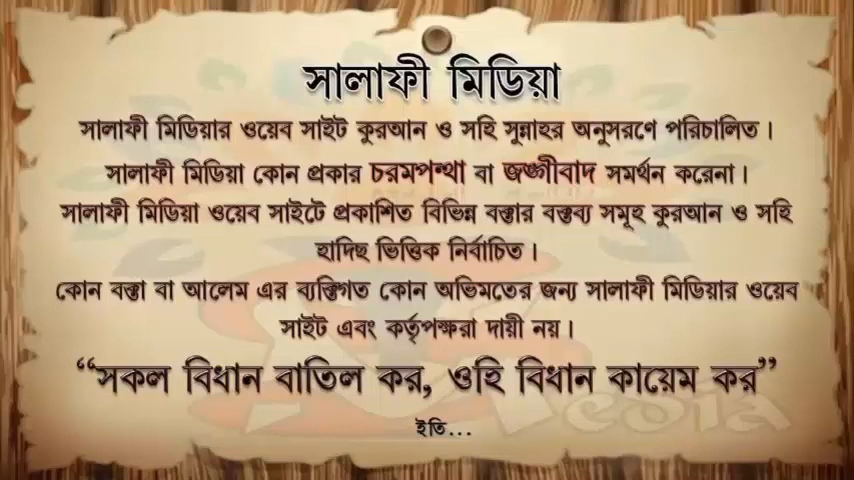 সালাফী মিডিয়া
সালাফী মিডিয়ার ওয়েব সাইট কুরআন ও সহি সুন্নাহর অনুসরণে পরিচালিত।
সালাফী মিডিয়া কোন প্রকার চরমপন্থা বা জঙ্গীবাদ সমর্থন করেনা।
সালাফী মিডিয়া ওয়েব সাইটে প্রকাশিত বিভিন্ন বক্তার বক্তব্য সমূহ কুরআন ও সহি
হাদিছ ভিত্তিক নির্বাচিত।
কোন বক্তা বা আলেম এর ব্যক্তিগত কোন অভিমতের জন্য সালাফী মিডিয়ার ওয়েব
সাইট এবং কর্তৃপক্ষরা দায়ী নয়।
“সকল বিধান বাতিল কর, ওহি বিধান কায়েম কর”
ইতি...